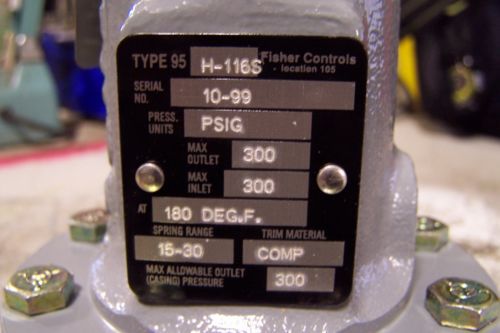 TYPE 95 H-116S Fisher Controls
location 105
SERIAL
NO. 10-99
PRESS.
UNITS PSIG
MAX
OUTLET 300
MAX
INLET 300
AT 180 DEG.F.
SPRING RANGE TRIM MATERIAL
15-30 COMP
MAX ALLOWABLE OUTLET
(CASING) PRESSURE 300